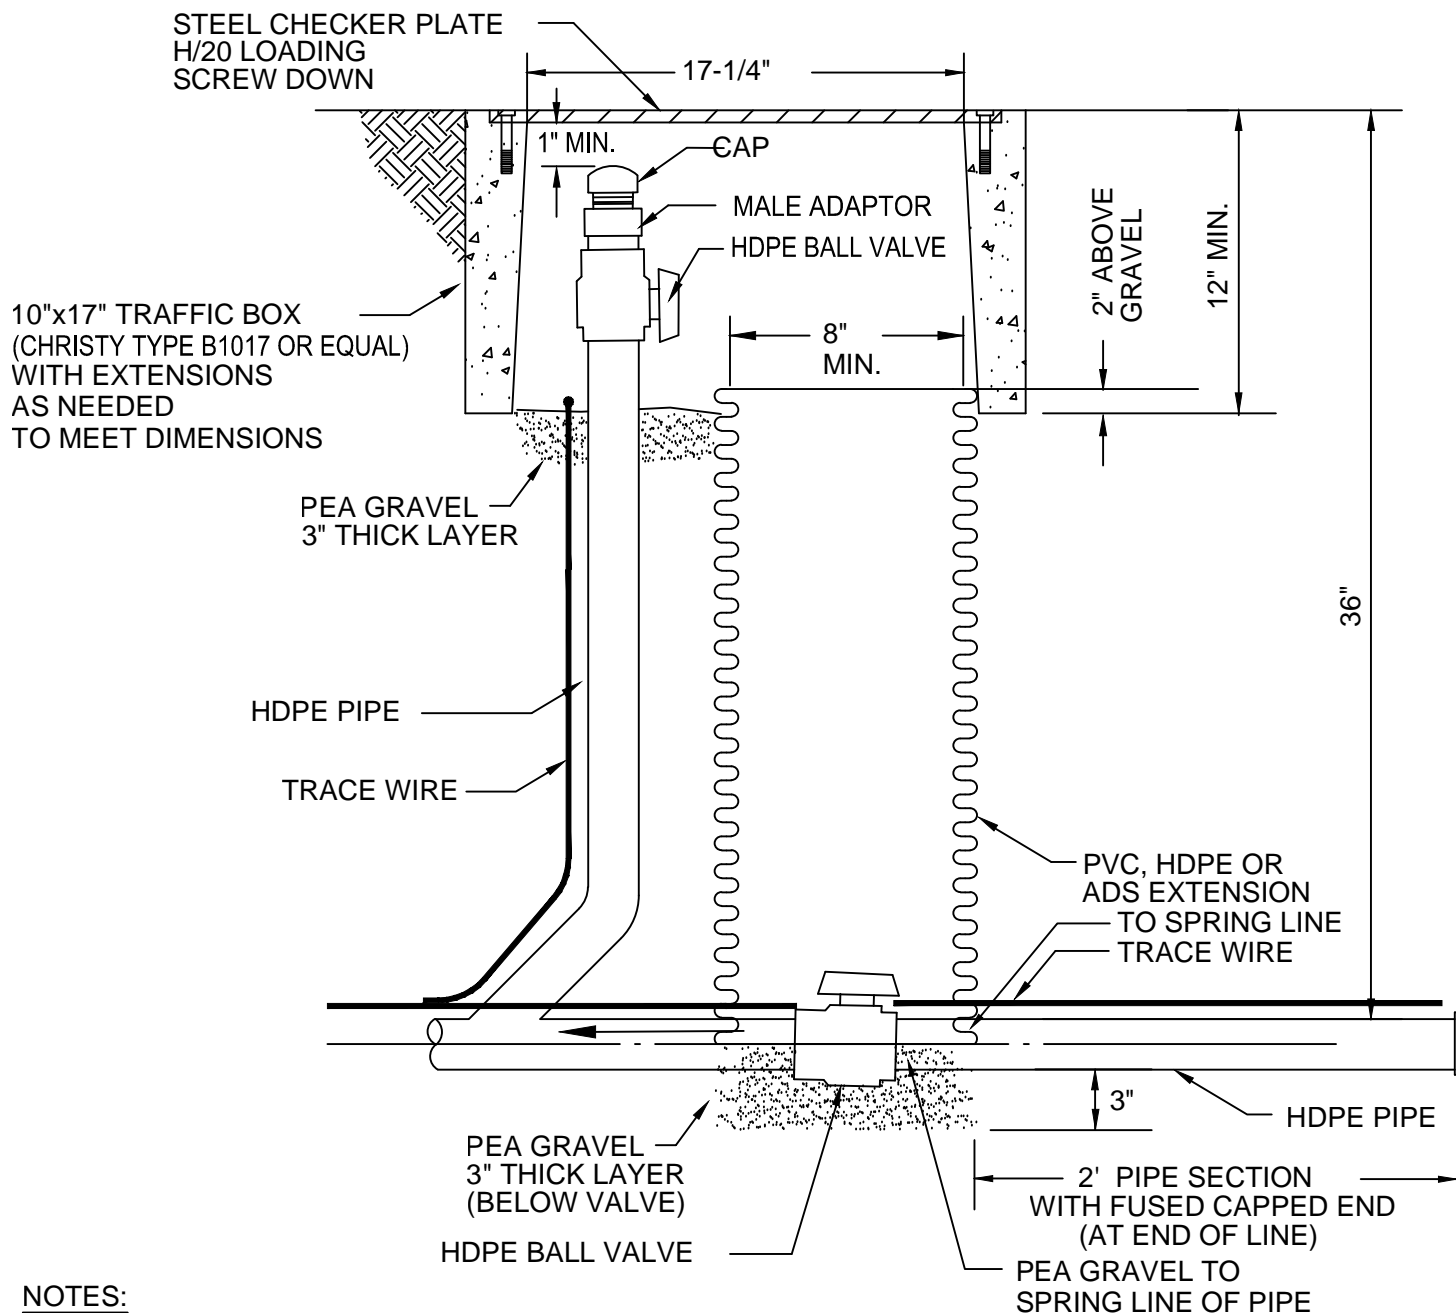 STEEL CHECKER PLATE
H/20 LOADING
SCREW DOWN
17-1/4"
1" MIN.
CAP
MALE ADAPTOR
HDPE BALL VALVE
2" ABOVE
GRAVEL
12" MIN.
10"x17" TRAFFIC BOX
(CHRISTY TYPE B1017 OR EQUAL)
WITH EXTENSIONS
AS NEEDED
TO MEET DIMENSIONS
8"
MIN.
PEA GRAVEL
3" THICK LAYER
36"
HDPE PIPE
TRACE WIRE
PVC, HDPE OR
ADS EXTENSION
TO SPRING LINE
TRACE WIRE
3"
HDPE PIPE
PEA GRAVEL
3" THICK LAYER
(BELOW VALVE)
2' PIPE SECTION
WITH FUSED CAPPED END
(AT END OF LINE)
HDPE BALL VALVE
PEA GRAVEL TO
SPRING LINE OF PIPE
NOTES: